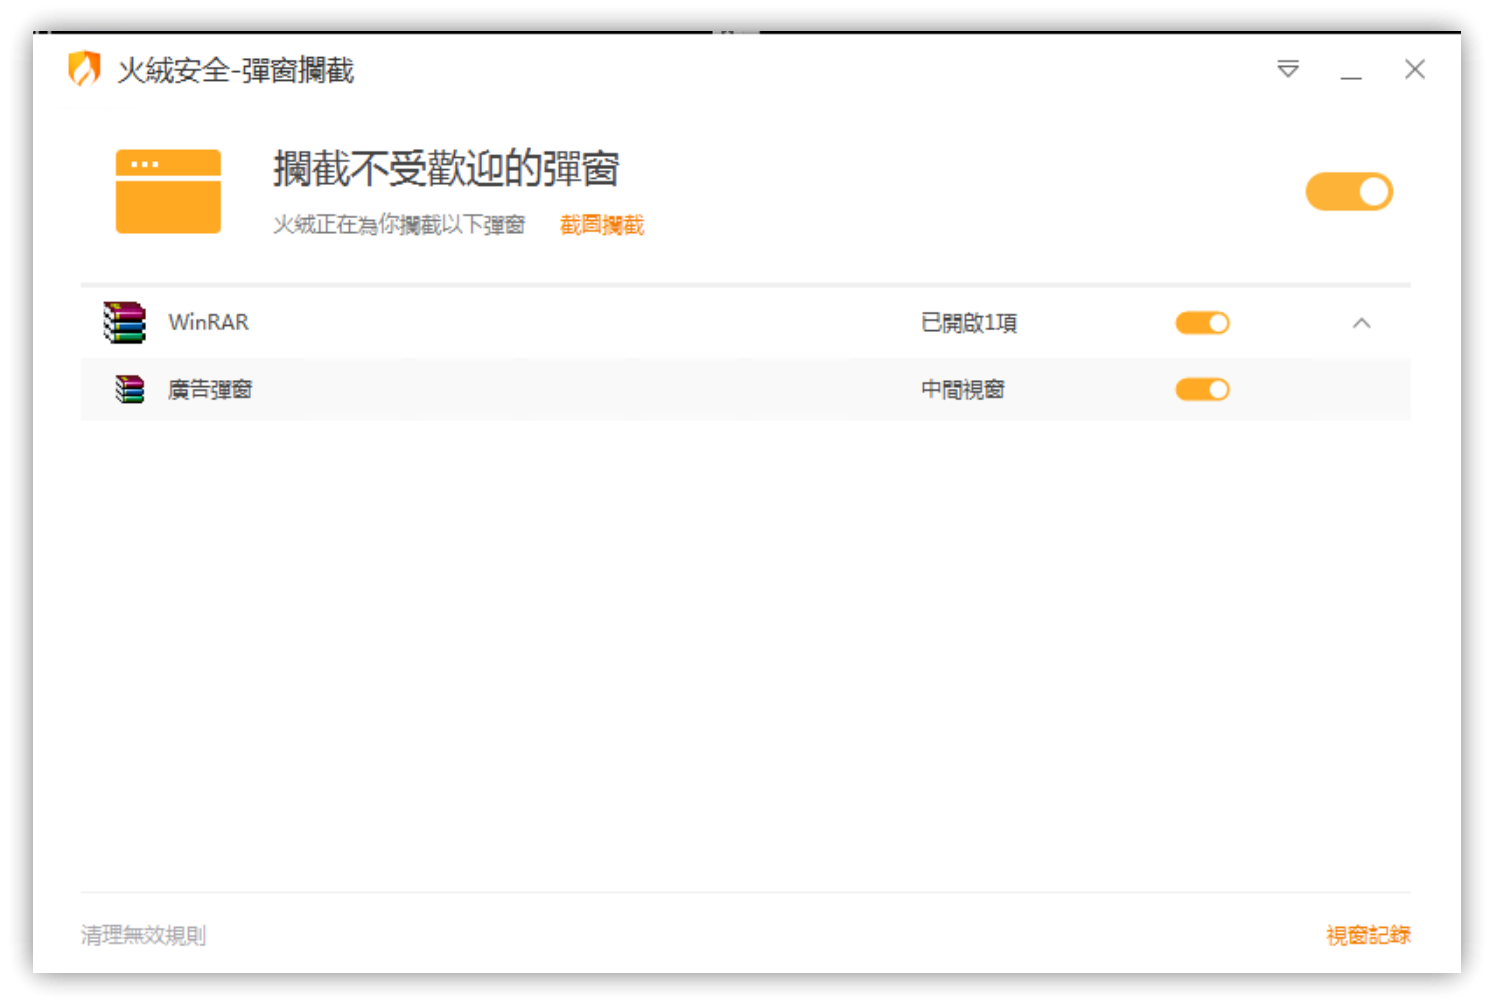 火絨安全-彈窗攔截
攔截不受歡迎的彈窗
火绒正在為你攔截以下彈窗 截圖攔截
WinRAR 已開啟1項
廣告彈窗 中間視窗
清理無效規則 視窗記錄